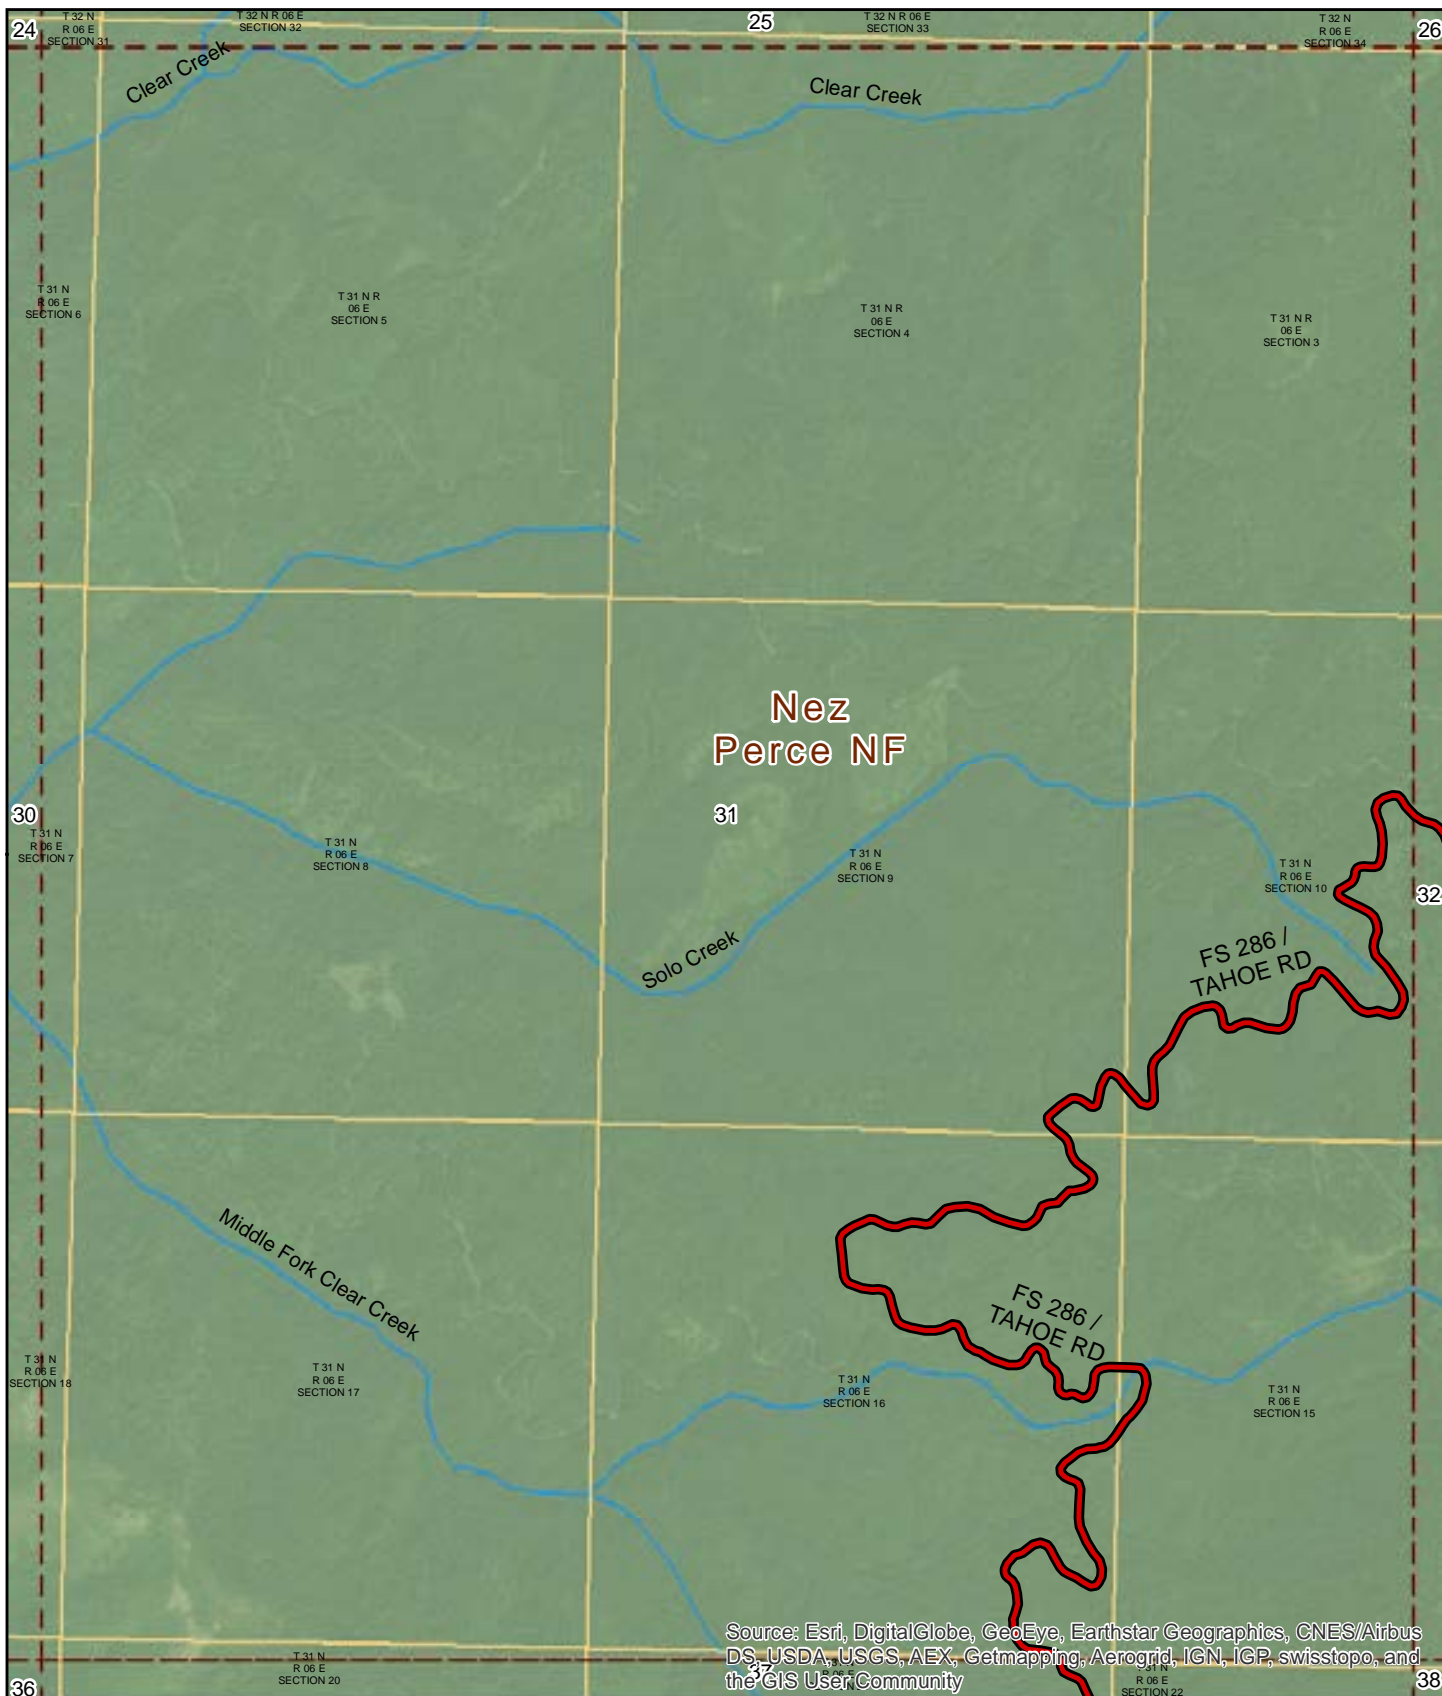 24
T 32 N
R 06 E
SECTION 31
T 32 N R 06 E
SECTION 32
25
T 32 N R 06 E
SECTION 33
T 32 N
R 06 E
SECTION 34
26
Clear Creek
Clear Creek
T 31 N
R 06 E
SECTION 6
T 31 N R
06 E
SECTION 5
T 31 N R
06 E
SECTION 4
T 31 N R
06 E
SECTION 3
Nez
Perce NF
30
31
T 31 N
R 06 E
SECTION 7
T 31 N
R 06 E
SECTION 8
T 31 N
R 06 E
SECTION 9
T 31 N
R 06 E
SECTION 10
32
Solo Creek
FS 286 /
TAHOE RD
Middle Fork Clear Creek
FS 286 /
TAHOE RD
T 31 N
R 06 E
SECTION 18
T 31 N
R 06 E
SECTION 17
T 31 N
R 06 E
SECTION 16
T 31 N
R 06 E
SECTION 15
Source: Esri, DigitalGlobe, GeoEye, Earthstar Geographics, CNES/Airbus
DS, USDA, USGS, AEX, Getmapping, Aerogrid, IGN, IGP, swisstopo, and
the GIS User Community
36
T 31 N
R 06 E
SECTION 20
37
R 06 E
T 31 N
R 06 E
SECTION 22
38